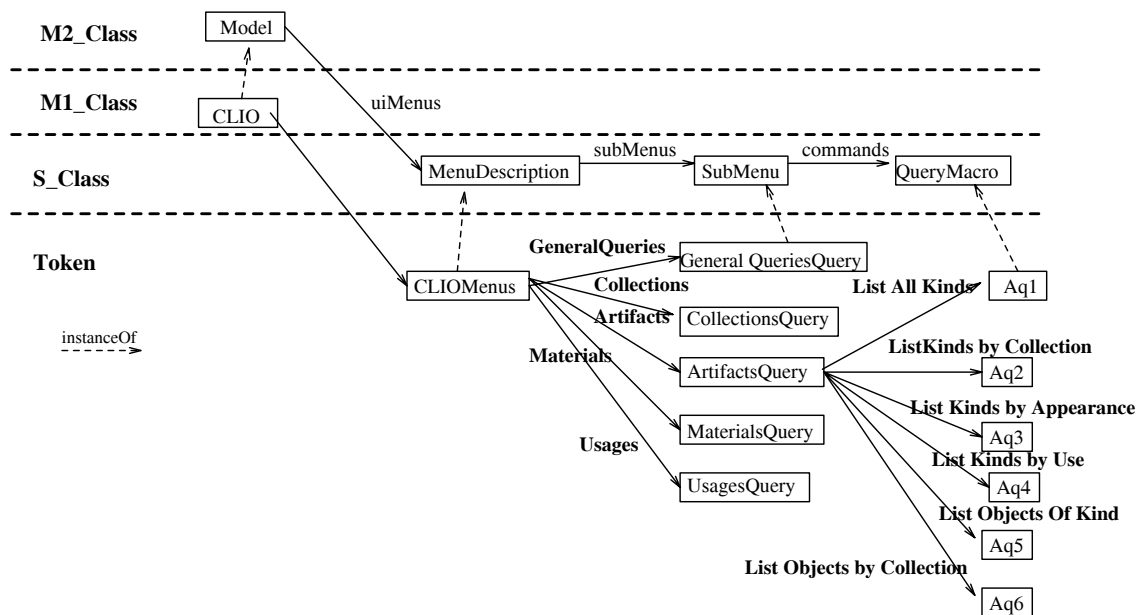 M2_Class
Model
M1_Class
CLIO
uiMenus
S_Class
MenuDescription
subMenus
SubMenu
commands
QueryMacro
Token
CLIOMenus
GeneralQueries
General QueriesQuery
Collections
CollectionsQuery
Artifacts
ArtifactsQuery
Materials
MaterialsQuery
Usages
UsagesQuery
List All Kinds
Aq1
ListKinds by Collection
Aq2
List Kinds by Appearance
Aq3
List Kinds by Use
Aq4
List Objects Of Kind
Aq5
List Objects by Collection
Aq6
instanceOf